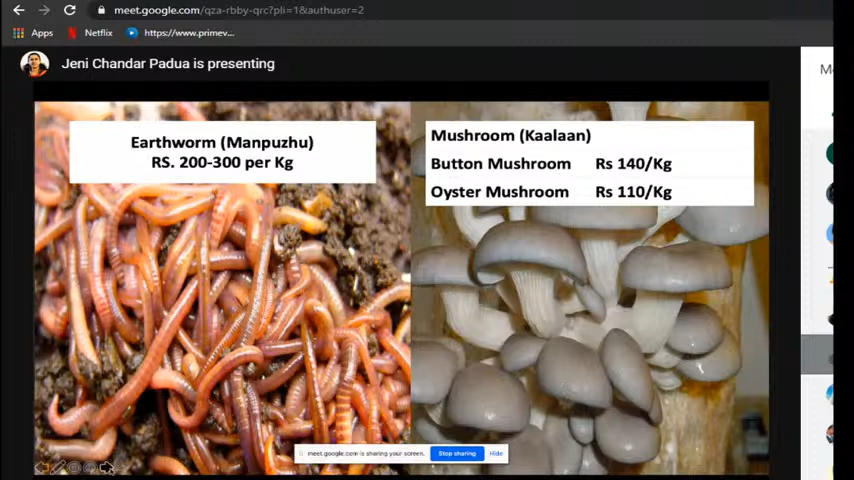 meet.google.com/qza-rbby-qrc?pli=1&authuser=2
Apps
Netflix
https://www.primev...
Jeni Chandar Padua is presenting
Earthworm (Manpuzhu)
RS. 200-300 per Kg
Mushroom (Kaalaan)
Button Mushroom Rs 140/Kg
Oyster Mushroom Rs 110/Kg
meet.google.com is sharing your screen.
Stop sharing
Hide